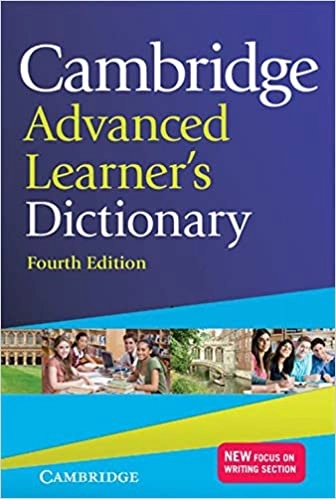 Cambridge
Advanced
Learner's
Dictionary
Fourth Edition
NEW FOCUS ON
WRITING SECTION
CAMBRIDGE